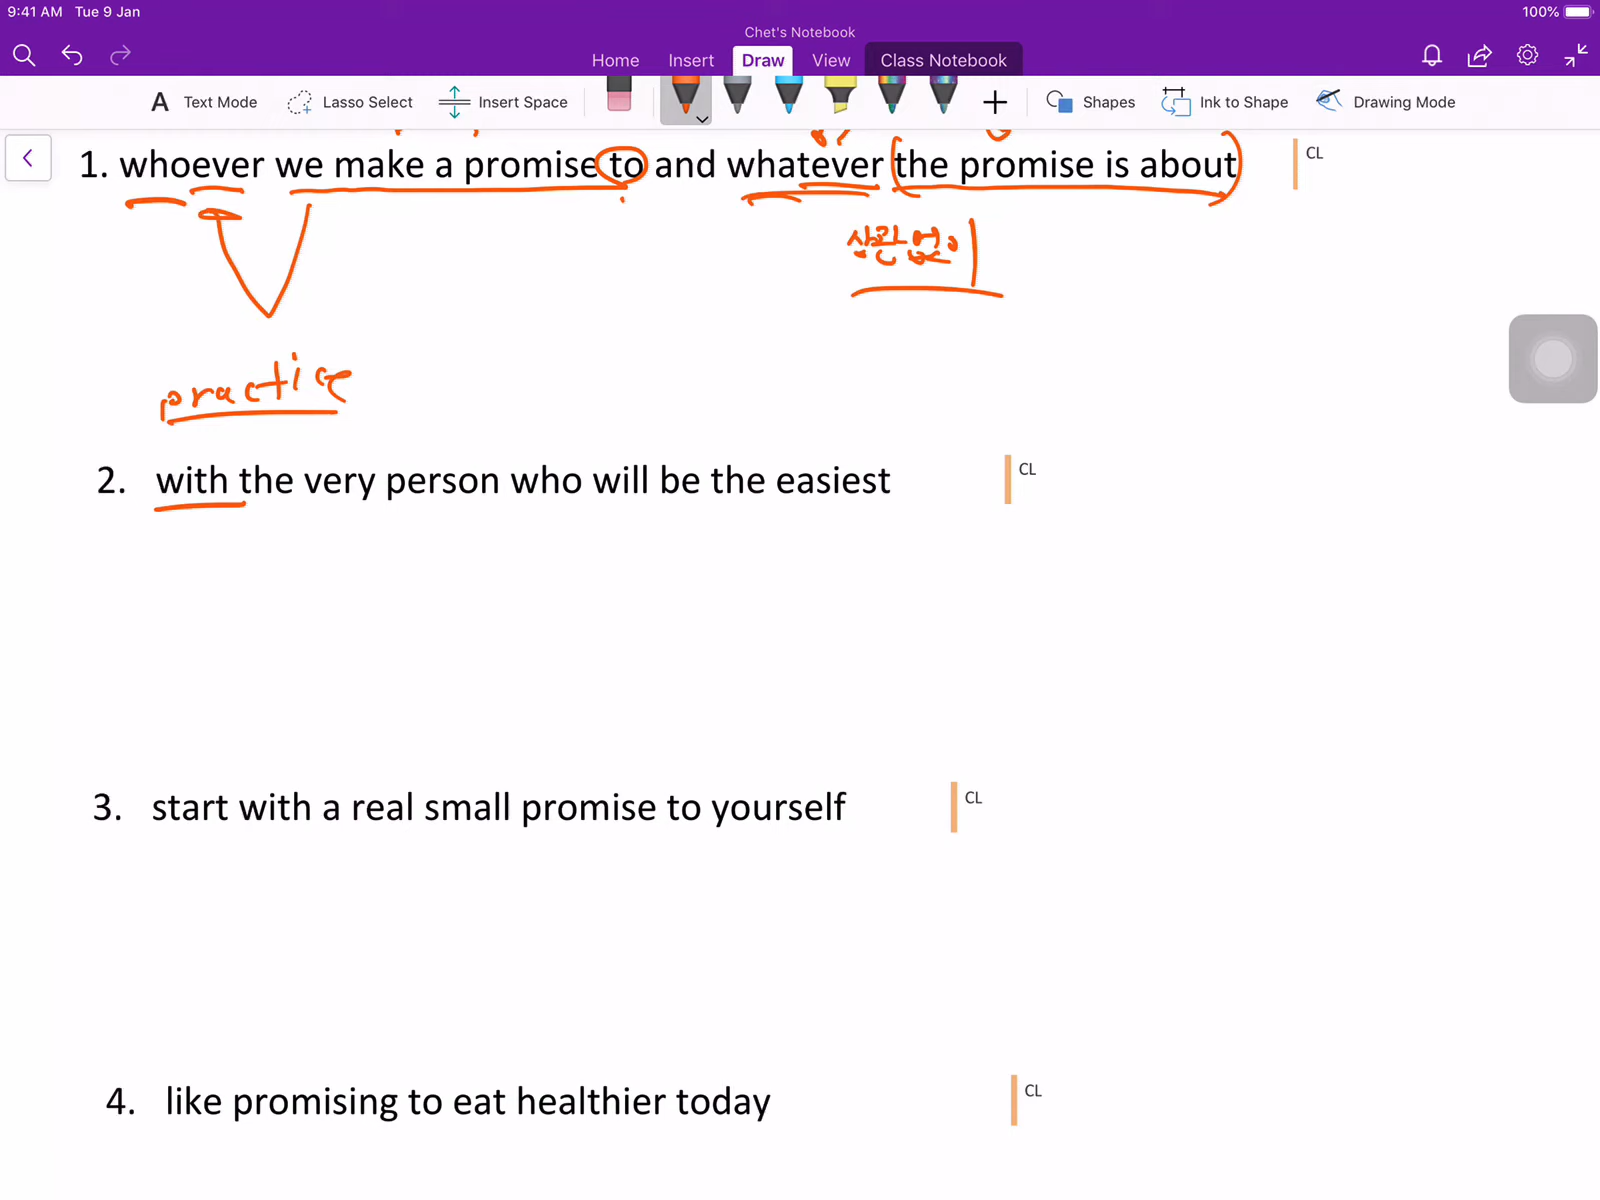 9:41 AM Tue 9 Jan
100%
Chet's Notebook
Home Insert Draw View Class Notebook
A Text Mode Lasso Select Insert Space Shapes Ink to Shape Drawing Mode
1. whoever we make a promise to and whatever the promise is about CL
상관없이
practice
2. with the very person who will be the easiest CL
3. start with a real small promise to yourself CL
4. like promising to eat healthier today CL